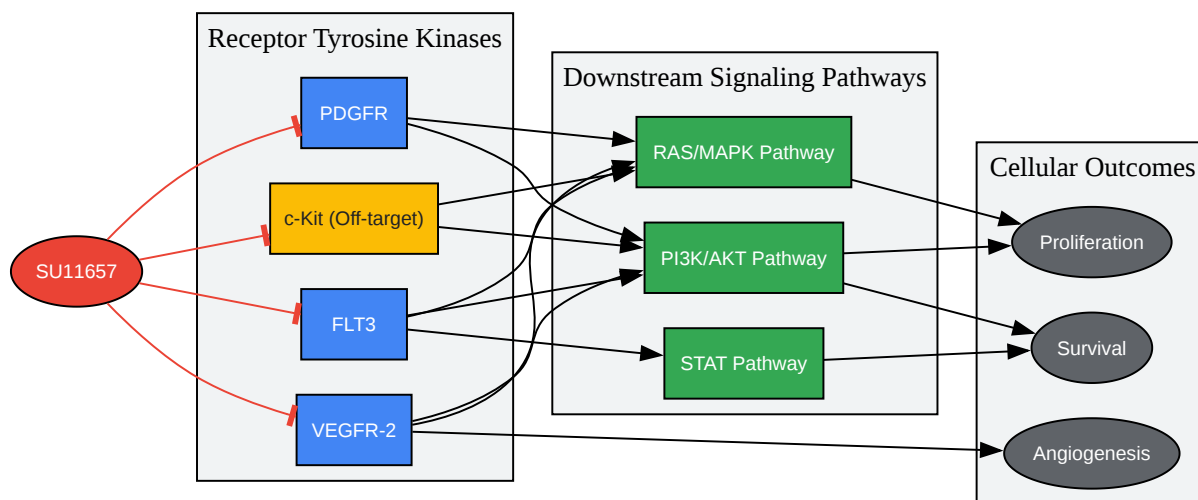 Receptor Tyrosine Kinases
PDGFR
c-Kit (Off-target)
SU11657
FLT3
VEGFR-2
Downstream Signaling Pathways
RAS/MAPK Pathway
PI3K/AKT Pathway
STAT Pathway
Cellular Outcomes
Proliferation
Survival
Angiogenesis